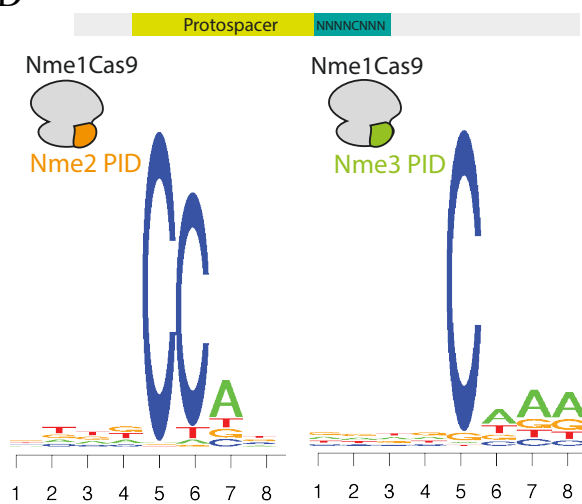 D
Protospacer NNNNCNNN
Nme1Cas9 Nme1Cas9
Nme2 PID Nme3 PID
C C A T G C T A T G T
C A G T A G T C A G T C
1 2 3 4 5 6 7 8 1 2 3 4 5 6 7 8